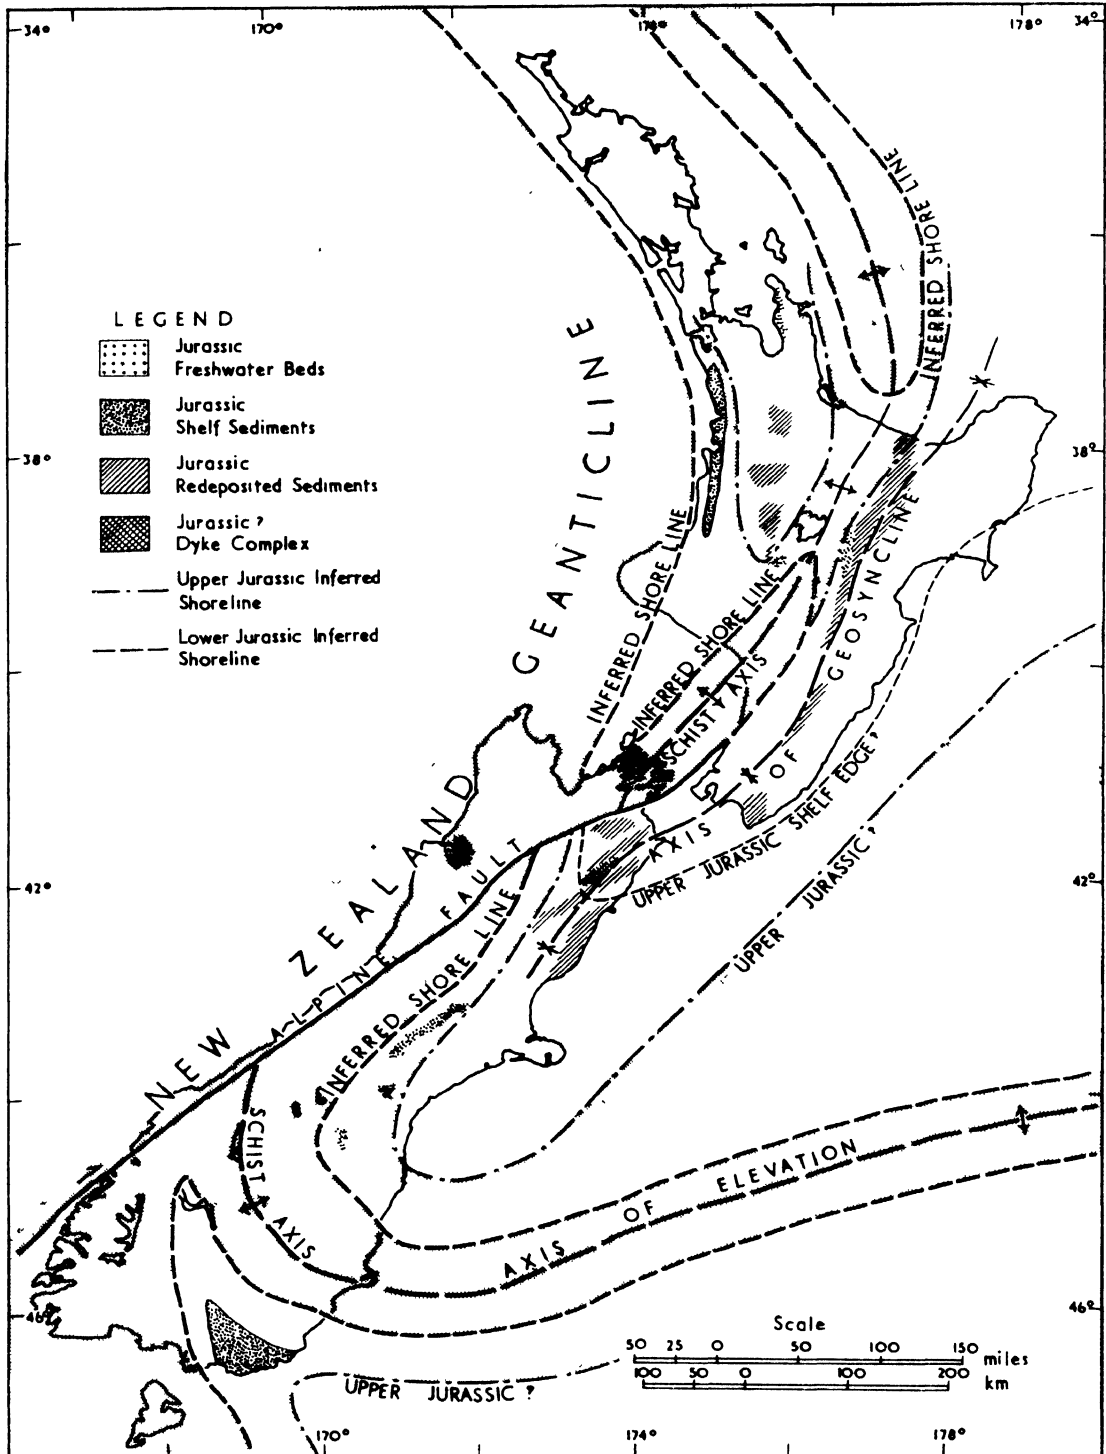 34°
170°
174°
178°
34°
INFERRED SHORE LINE
INFERRED SHORE LINE
LEGEND
Jurassic
Freshwater Beds
Jurassic
Shelf Sediments
Jurassic
Redeposited Sediments
Jurassic ?
Dyke Complex
Upper Jurassic Inferred
Shoreline
Lower Jurassic Inferred
Shoreline
38°
38°
NEW ZEALAND GEANTICLINE
INFERRED SHORE LINE
INFERRED SHORE LINE
SCHIST AXIS
AXIS OF GEOSYNCLINE
UPPER JURASSIC SHELF EDGE ?
UPPER JURASSIC ?
42°
42°
ALPINE FAULT
INFERRED SHORE LINE
SCHIST AXIS
AXIS OF ELEVATION
46°
46°
Scale
50 25 0 50 100 150 miles
100 50 0 100 200 km
UPPER JURASSIC ?
170°
174°
178°